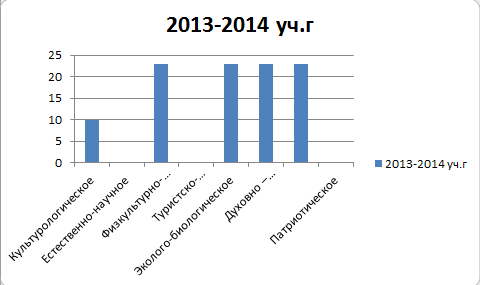 2013-2014 уч.г
25
20
15
10
5
0
Культурологическое
Естественно-научное
Физкультурно-…
Туристско-…
Эколого-биологическое
Духовно –…
Патриотическое
2013-2014 уч.г